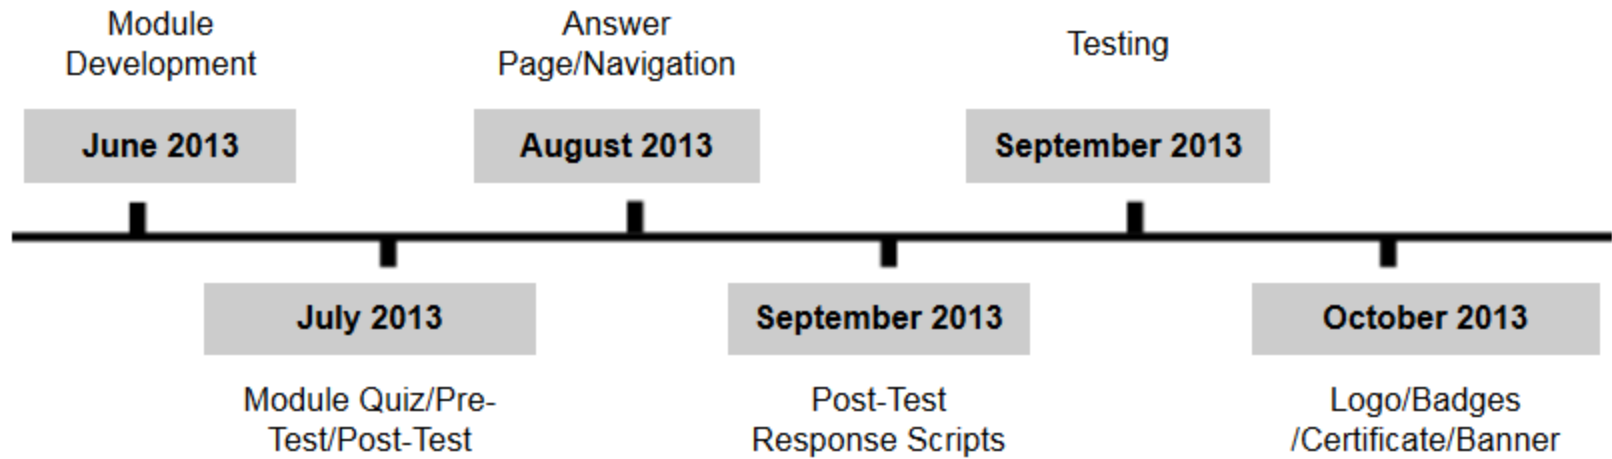 Module
Development
June 2013
July 2013
Module Quiz/Pre-
Test/Post-Test
Answer
Page/Navigation
August 2013
September 2013
Post-Test
Response Scripts
Testing
September 2013
October 2013
Logo/Badges
/Certificate/Banner